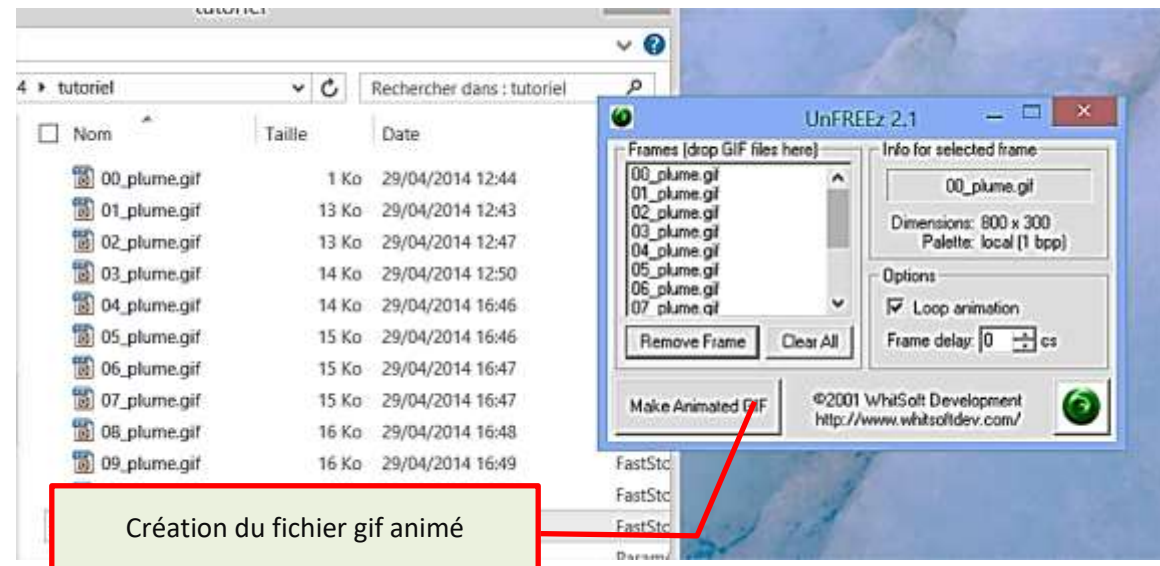 tutoriel
4 ▸ tutoriel
Rechercher dans : tutoriel
Nom Taille Date
00_plume.gif 1 Ko 29/04/2014 12:44
01_plume.gif 13 Ko 29/04/2014 12:43
02_plume.gif 13 Ko 29/04/2014 12:47
03_plume.gif 14 Ko 29/04/2014 12:50
04_plume.gif 14 Ko 29/04/2014 16:46
05_plume.gif 15 Ko 29/04/2014 16:46
06_plume.gif 15 Ko 29/04/2014 16:47
07_plume.gif 15 Ko 29/04/2014 16:47
08_plume.gif 16 Ko 29/04/2014 16:48
09_plume.gif 16 Ko 29/04/2014 16:49
FastSto
FastSto
FastSto
Création du fichier gif animé
UnFREEz 2.1
Frames (drop GIF files here)
00_plume.gif
01_plume.gif
02_plume.gif
03_plume.gif
04_plume.gif
05_plume.gif
06_plume.gif
07_plume.gif
Remove Frame
Clear All
Info for selected frame
00_plume.gif
Dimensions: 800 x 300
Palette: local (1 bpp)
Options
Loop animation
Frame delay: 0 cs
Make Animated GIF
©2001 WhitSoft Development
http://www.whitsoftdev.com/